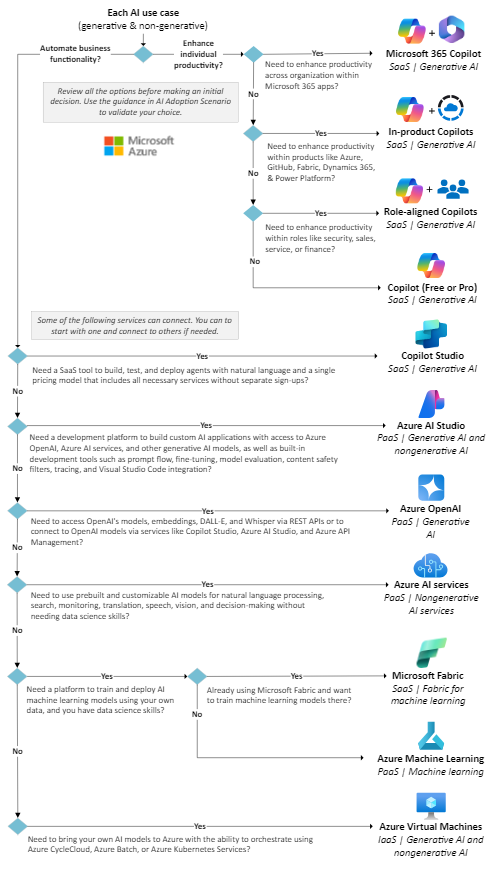 Each AI use case
(generative & non-generative)
Automate business
functionality?
Enhance
individual
productivity?
Yes
Need to enhance productivity
across organization within
Microsoft 365 apps?
No
+
Microsoft 365 Copilot
SaaS | Generative AI
Review all the options before making an initial
decision. Use the guidance in AI Adoption Scenario
to validate your choice.
Microsoft
Azure
Yes
Need to enhance productivity
within products like Azure,
GitHub, Fabric, Dynamics 365,
& Power Platform?
No
+
In-product Copilots
SaaS | Generative AI
Yes
Need to enhance productivity
within roles like security, sales,
service, or finance?
No
+
Role-aligned Copilots
SaaS | Generative AI
Copilot (Free or Pro)
SaaS | Generative AI
Some of the following services can connect. You can to
start with one and connect to others if needed.
Yes
Need a SaaS tool to build, test, and deploy agents with natural language and a single
pricing model that includes all necessary services without separate sign-ups?
No
Copilot Studio
SaaS | Generative AI
Yes
Need a development platform to build custom AI applications with access to Azure
OpenAI, Azure AI services, and other generative AI models, as well as built-in
development tools such as prompt flow, fine-tuning, model evaluation, content safety
filters, tracing, and Visual Studio Code integration?
No
Azure AI Studio
PaaS | Generative AI and
nongenerative AI
Yes
Need to access OpenAI's models, embeddings, DALL-E, and Whisper via REST APIs or to
connect to OpenAI models via services like Copilot Studio, Azure AI Studio, and Azure API
Management?
No
Azure OpenAI
PaaS | Generative
AI
Yes
Need to use prebuilt and customizable AI models for natural language processing,
search, monitoring, translation, speech, vision, and decision-making without
needing data science skills?
No
Azure AI services
PaaS | Nongenerative
AI services
Yes
Need a platform to train and deploy AI
machine learning models using your own
data, and you have data science skills?
No
Yes
Already using Microsoft Fabric and want
to train machine learning models there?
No
Microsoft Fabric
SaaS | Fabric for
machine learning
Azure Machine Learning
PaaS | Machine learning
Yes
Need to bring your own AI models to Azure with the ability to orchestrate using
Azure CycleCloud, Azure Batch, or Azure Kubernetes Services?
Azure Virtual Machines
IaaS | Generative AI and
nongenerative AI